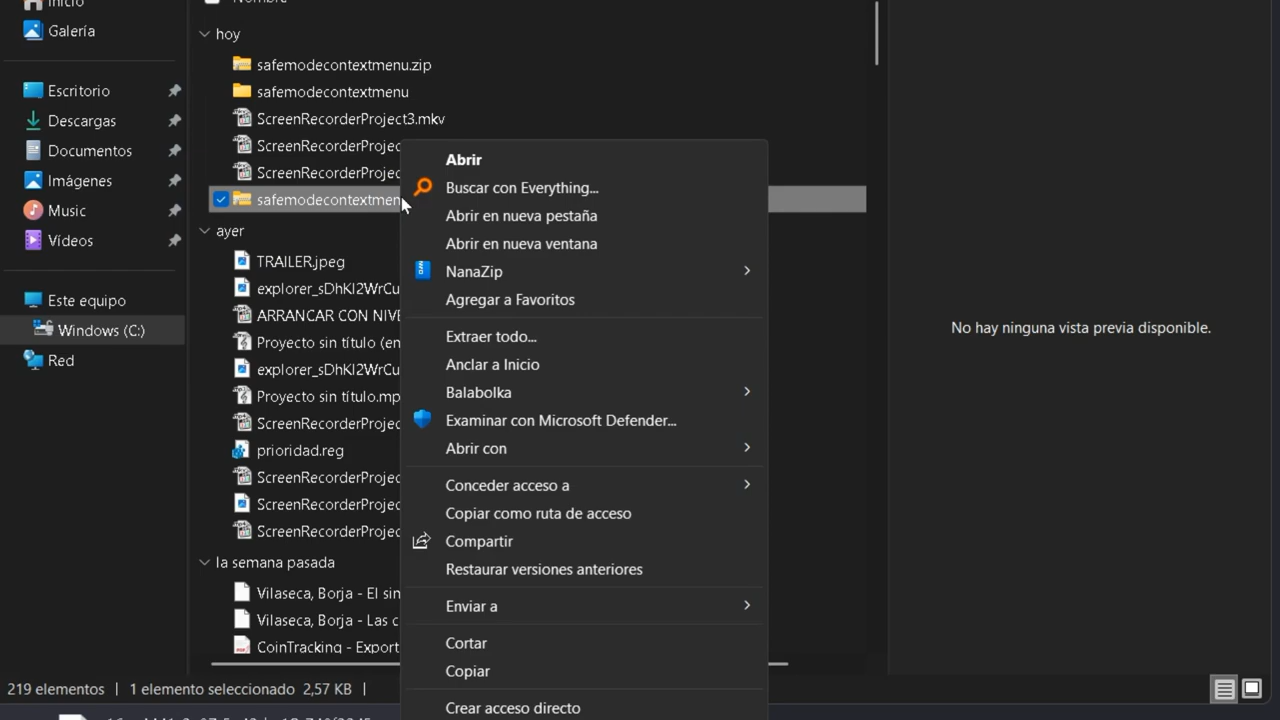 Inicio
Nombre
Galería
Escritorio
Descargas
Documentos
Imágenes
Music
Vídeos
Este equipo
Windows (C:)
Red
hoy
safemodecontextmenu.zip
safemodecontextmenu
ScreenRecorderProject3.mkv
ScreenRecorderProjec
ScreenRecorderProjec
safemodecontextmen
ayer
TRAILER.jpeg
explorer_sDhKl2WrCu
ARRANCAR CON NIVE
Proyecto sin título (en
explorer_sDhKl2WrCu
Proyecto sin título.mp
ScreenRecorderProjec
prioridad.reg
ScreenRecorderProjec
ScreenRecorderProjec
ScreenRecorderProjec
la semana pasada
Vilaseca, Borja - El sin
Vilaseca, Borja - Las c
CoinTracking - Export
Abrir
Buscar con Everything...
Abrir en nueva pestaña
Abrir en nueva ventana
NanaZip
Agregar a Favoritos
Extraer todo...
Anclar a Inicio
Balabolka
Examinar con Microsoft Defender...
Abrir con
Conceder acceso a
Copiar como ruta de acceso
Compartir
Restaurar versiones anteriores
Enviar a
Cortar
Copiar
Crear acceso directo
No hay ninguna vista previa disponible.
219 elementos | 1 elemento seleccionado 2,57 KB |